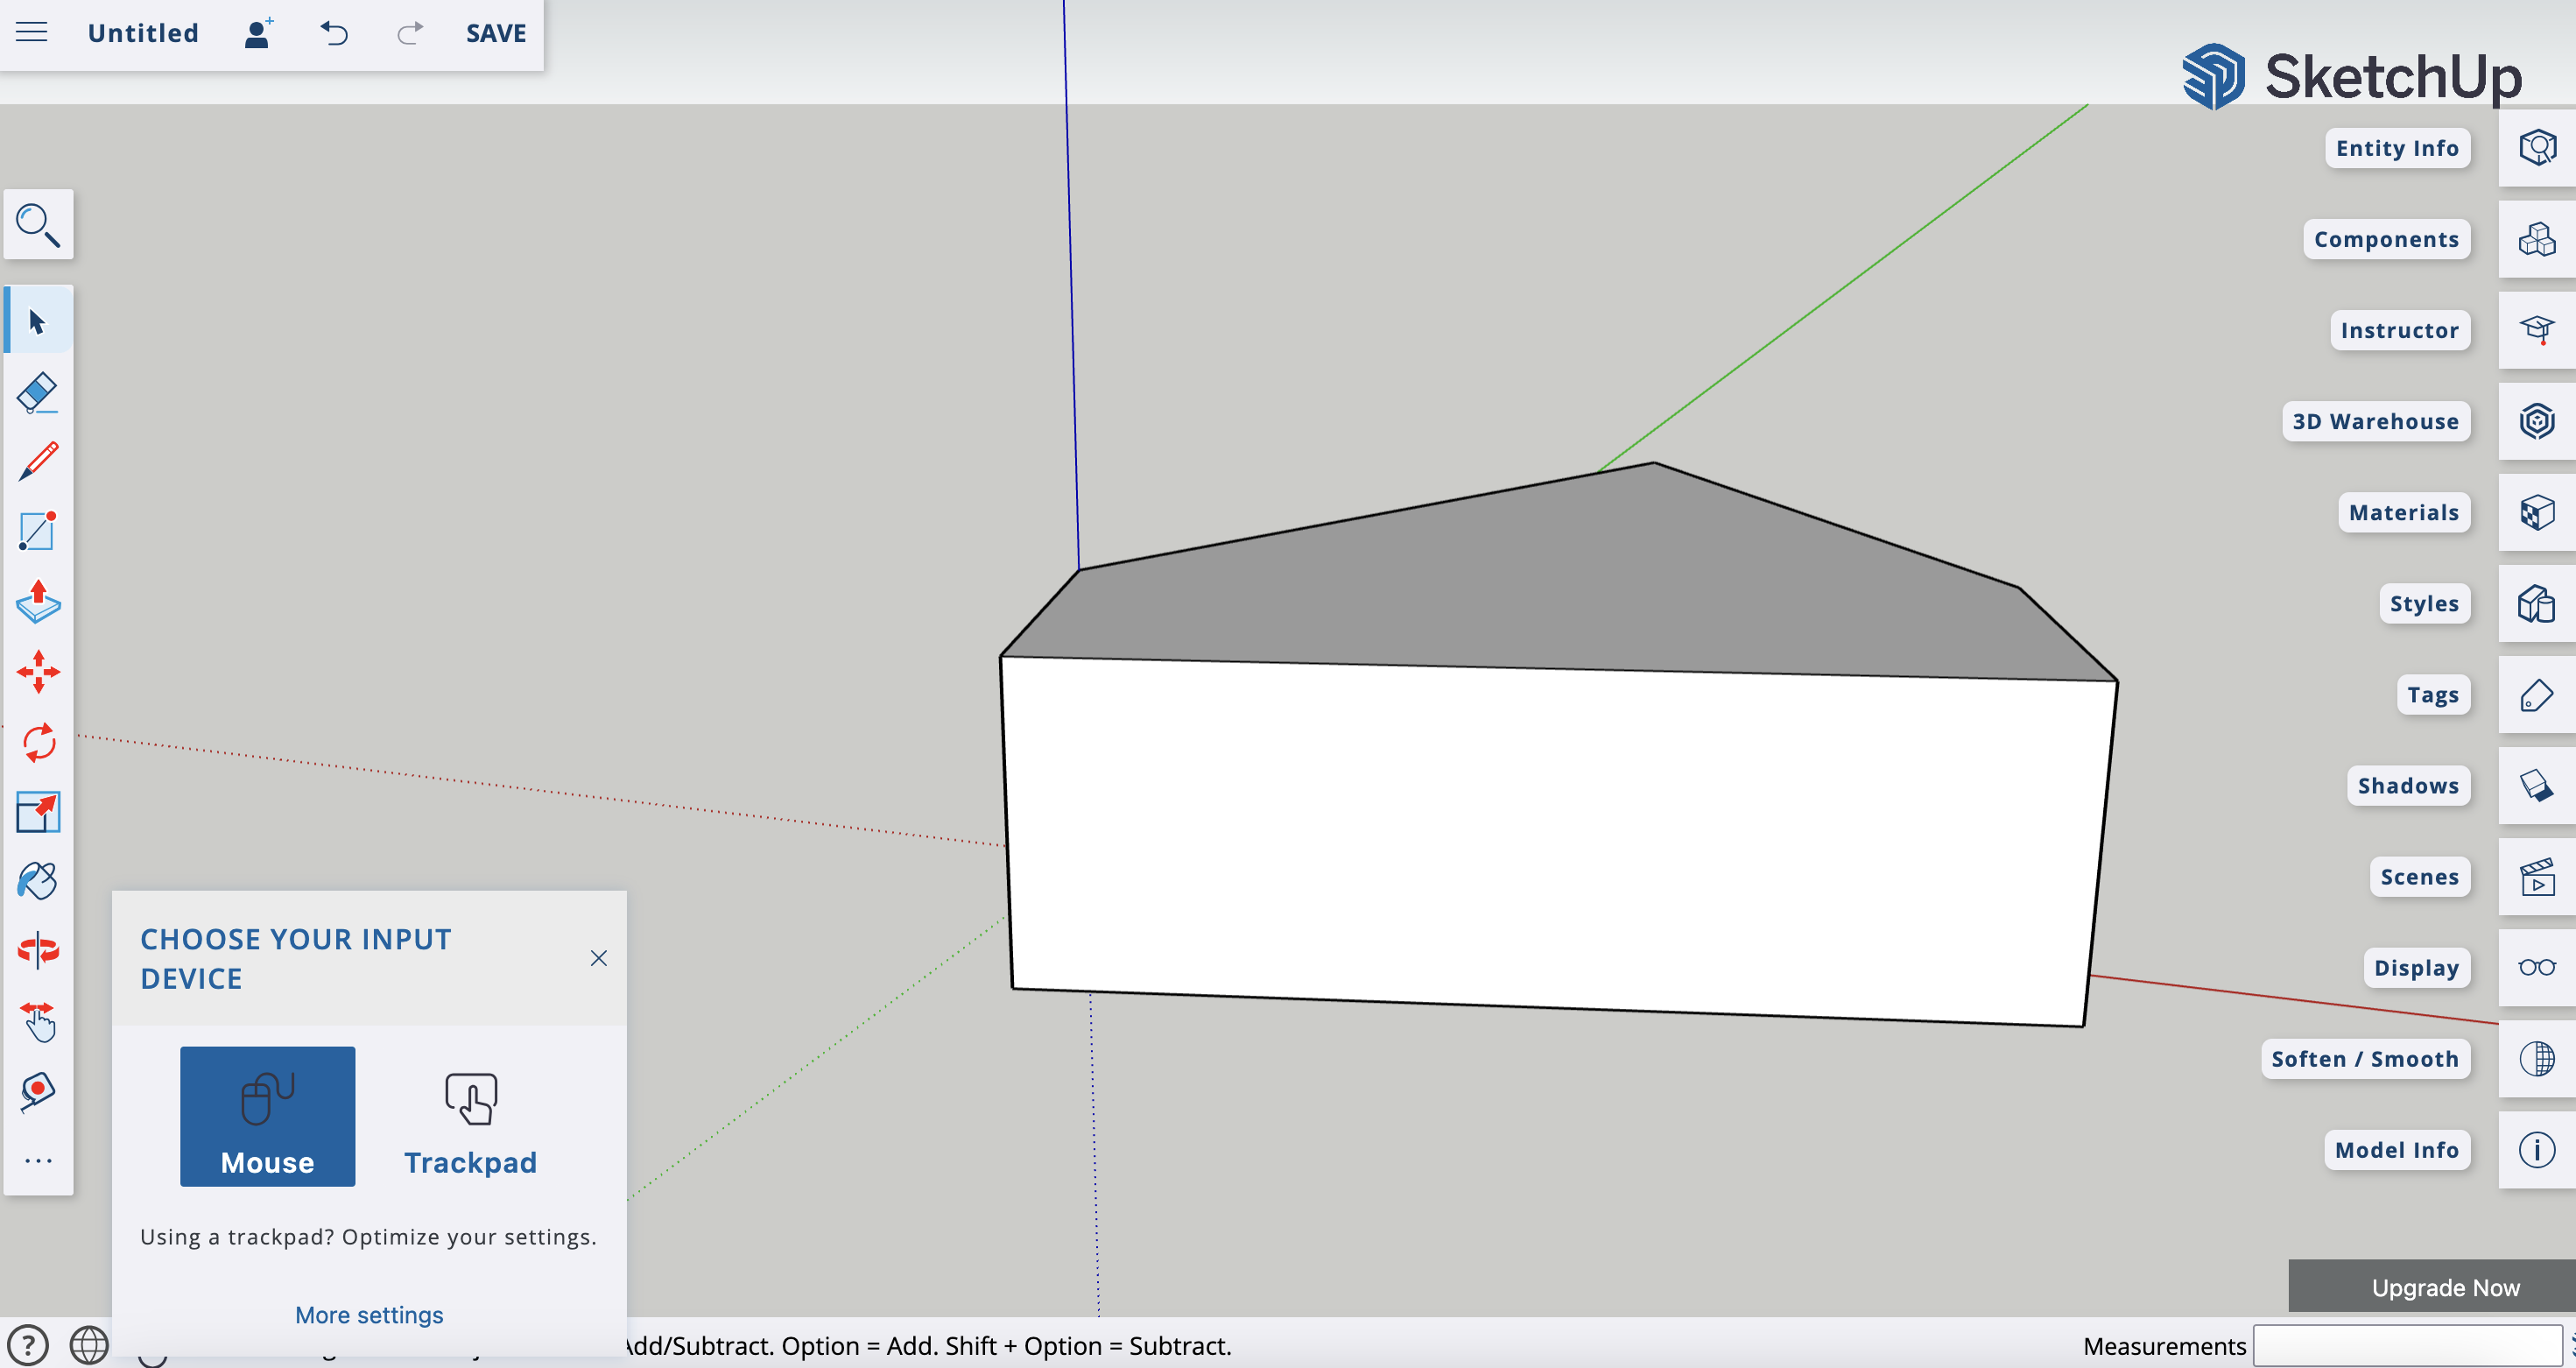 Untitled
SAVE
SketchUp
Entity Info
Components
Instructor
3D Warehouse
Materials
Styles
Tags
Shadows
Scenes
Display
Soften / Smooth
Model Info
CHOOSE YOUR INPUT
DEVICE
Mouse
Trackpad
Using a trackpad? Optimize your settings.
More settings
Upgrade Now
Add/Subtract. Option = Add. Shift + Option = Subtract.
Measurements